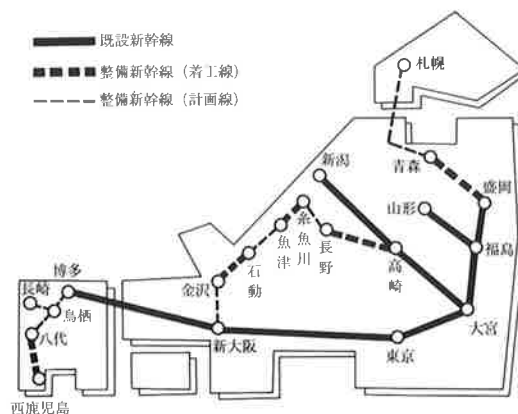 既設新幹線
整備新幹線（着工線）
整備新幹線（計画線）
札幌
青森
盛岡
新潟
山形
福島
糸魚川
魚津
長野
石動
高崎
金沢
博多
長崎
鳥栖
八代
新大阪
東京
大宮
西鹿児島